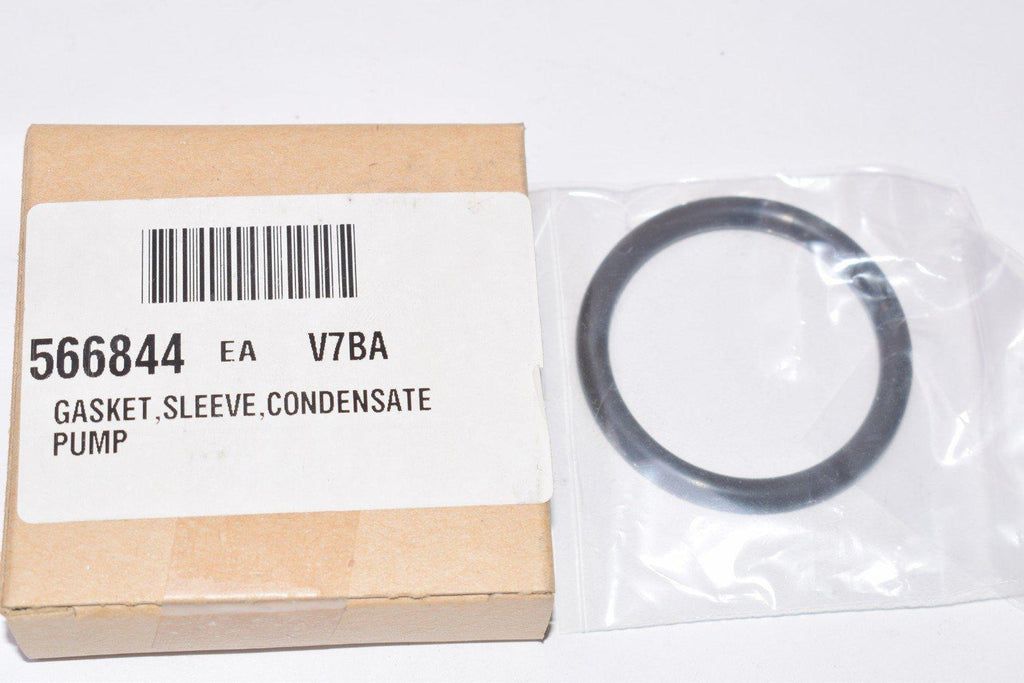 566844 EA V7BA
GASKET,SLEEVE,CONDENSATE
PUMP